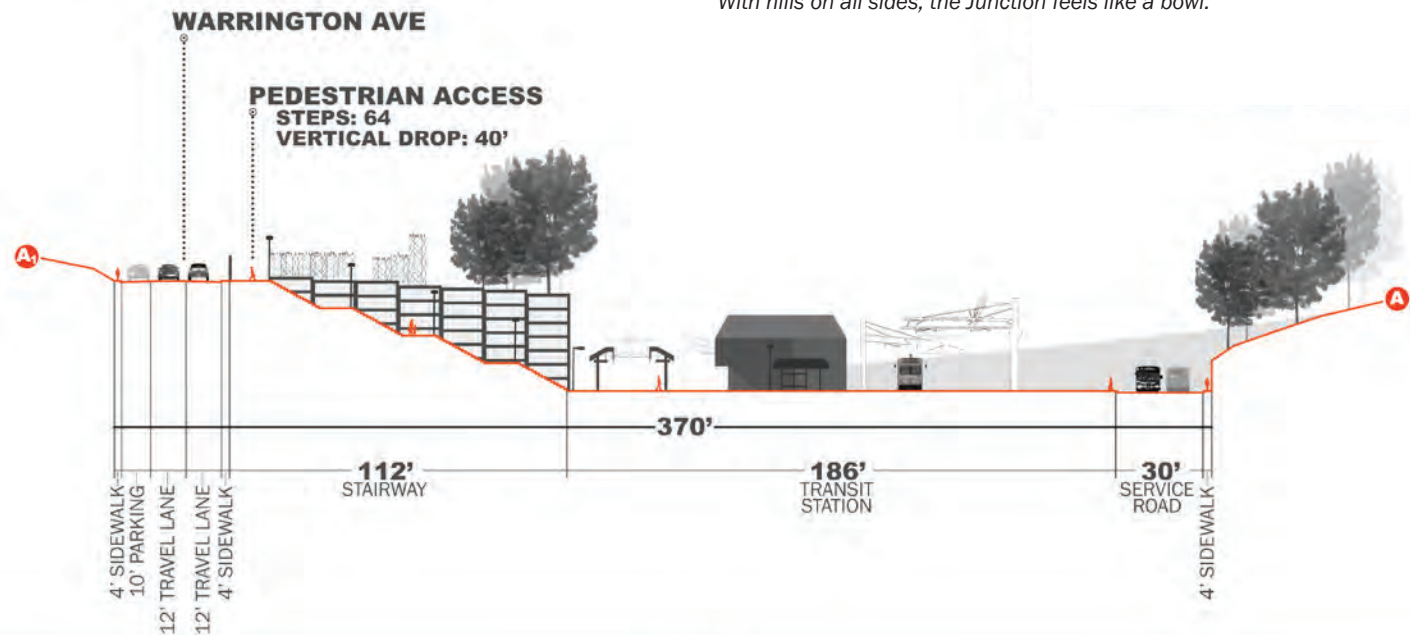 With hills on all sides, the Junction feels like a bowl.
WARRINGTON AVE
PEDESTRIAN ACCESS
STEPS: 64
VERTICAL DROP: 40'
A1
A
370'
112'
STAIRWAY
186'
TRANSIT
STATION
30'
SERVICE
ROAD
4' SIDEWALK
10' PARKING
12' TRAVEL LANE
12' TRAVEL LANE
4' SIDEWALK
4' SIDEWALK